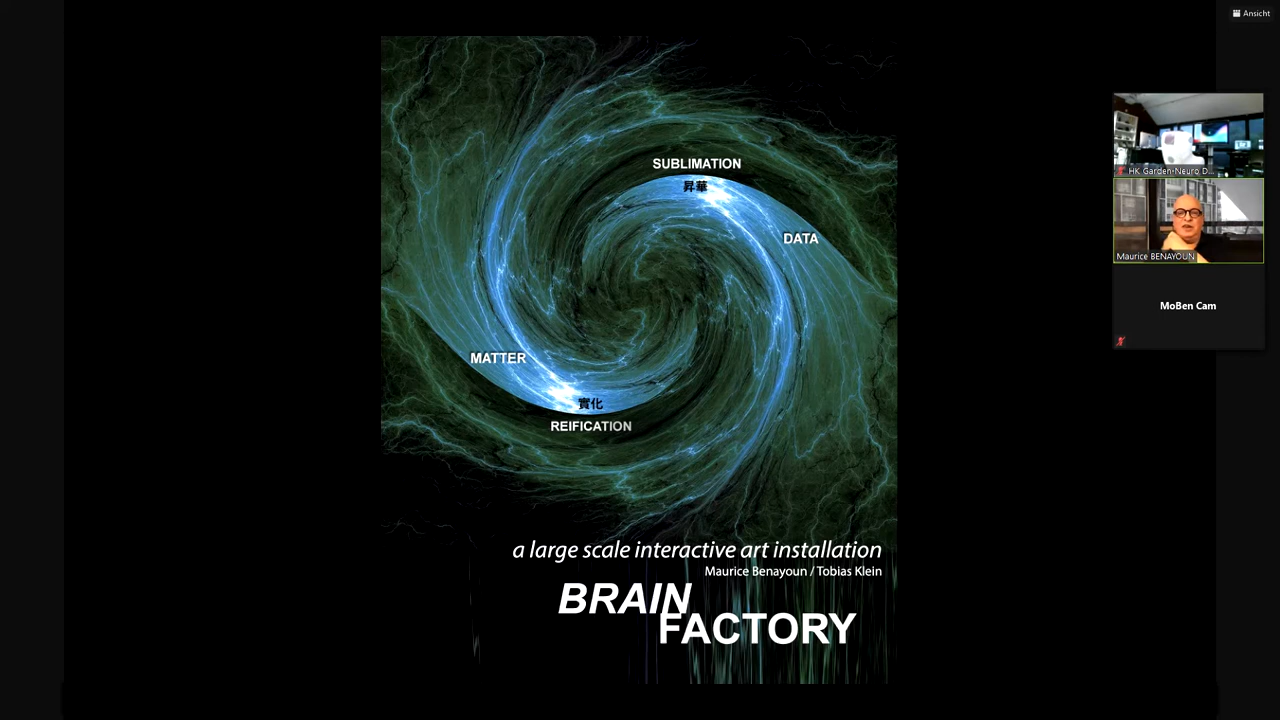 Ansicht
SUBLIMATION
昇華
DATA
MATTER
實化
REIFICATION
a large scale interactive art installation
Maurice Benayoun / Tobias Klein
BRAIN
FACTORY
HK Garden-Neuro D...
Maurice BENAYOUN
MoBen Cam